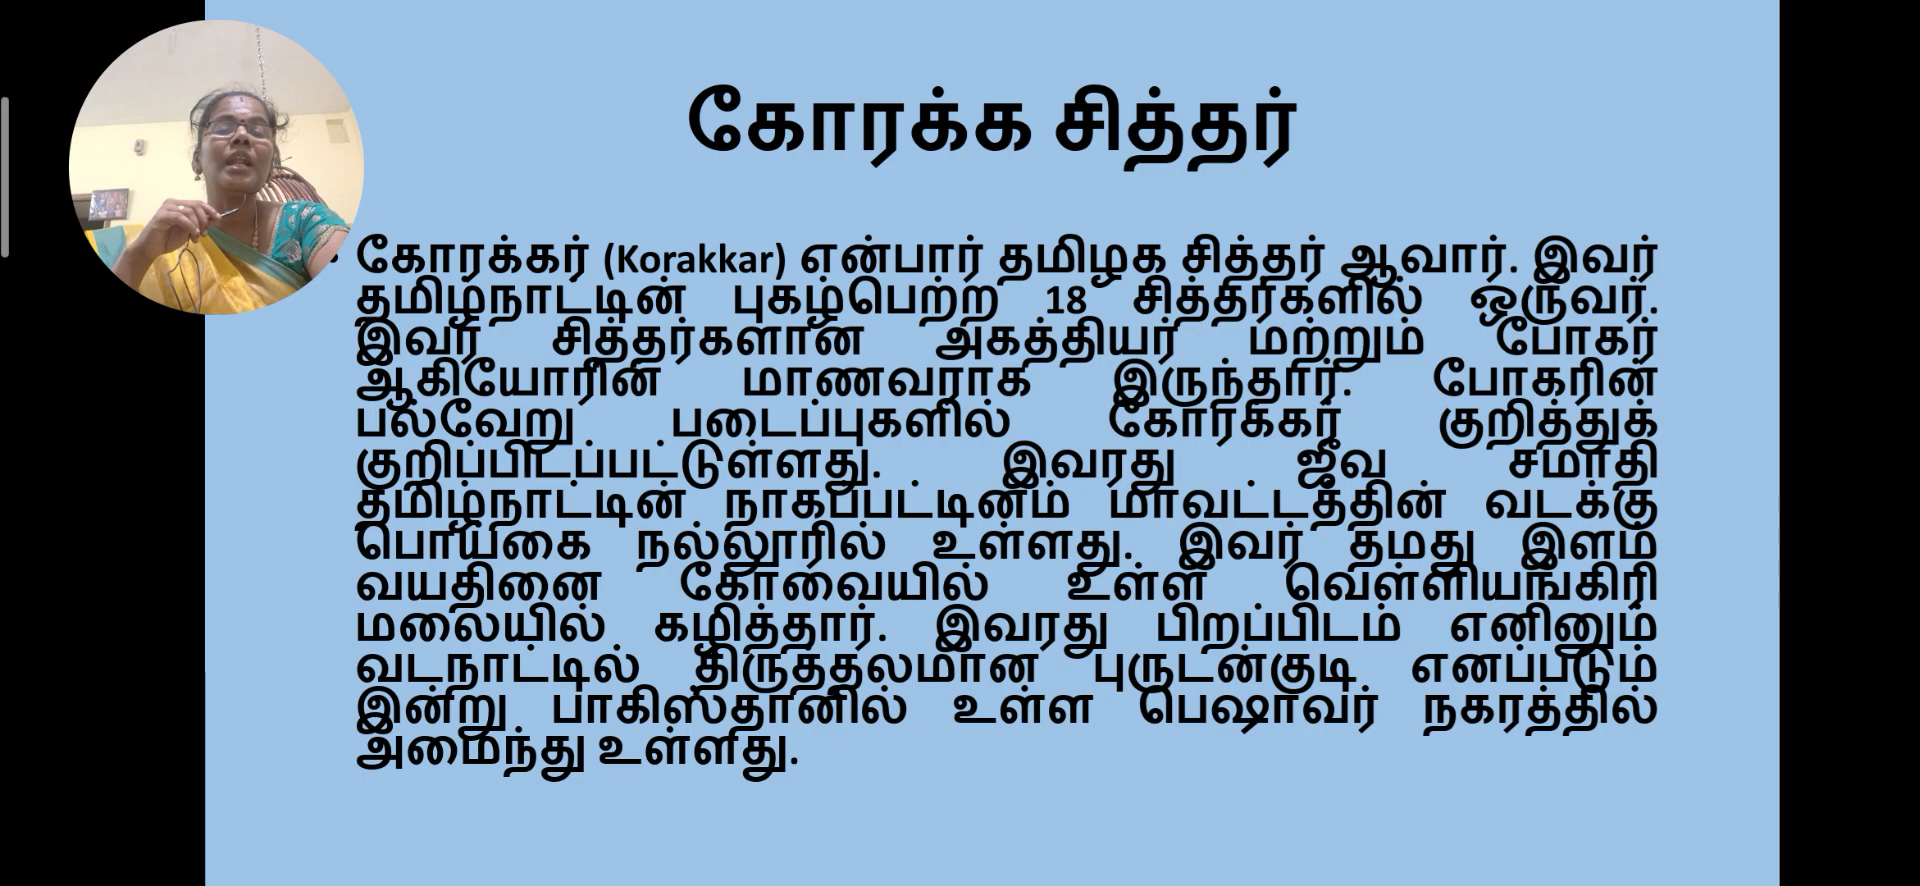 கோரக்க சித்தர்
• கோரக்கர் (Korakkar) என்பார் தமிழக சித்தர் ஆவார். இவர்
தமிழ்நாட்டின் புகழ்பெற்ற 18 சித்தர்களில் ஒருவர்.
இவர் சித்தர்களான அகத்தியர் மற்றும் போகர்
ஆகியோரின் மாணவராக இருந்தார். போகரின்
பல்வேறு படைப்புகளில் கோரக்கர் குறித்துக்
குறிப்பிடப்பட்டுள்ளது. இவரது ஜீவ சமாதி
தமிழ்நாட்டின் நாகப்பட்டினம் மாவட்டத்தின் வடக்கு
பொய்கை நல்லூரில் உள்ளது. இவர் தமது இளம்
வயதினை கோவையில் உள்ள வெள்ளியங்கிரி
மலையில் கழித்தார். இவரது பிறப்பிடம் எனினும்
வடநாட்டில் திருத்தலமான புருடன்குடி எனப்படும்
இன்று பாகிஸ்தானில் உள்ள பெஷாவர் நகரத்தில்
அமைந்து உள்ளது.